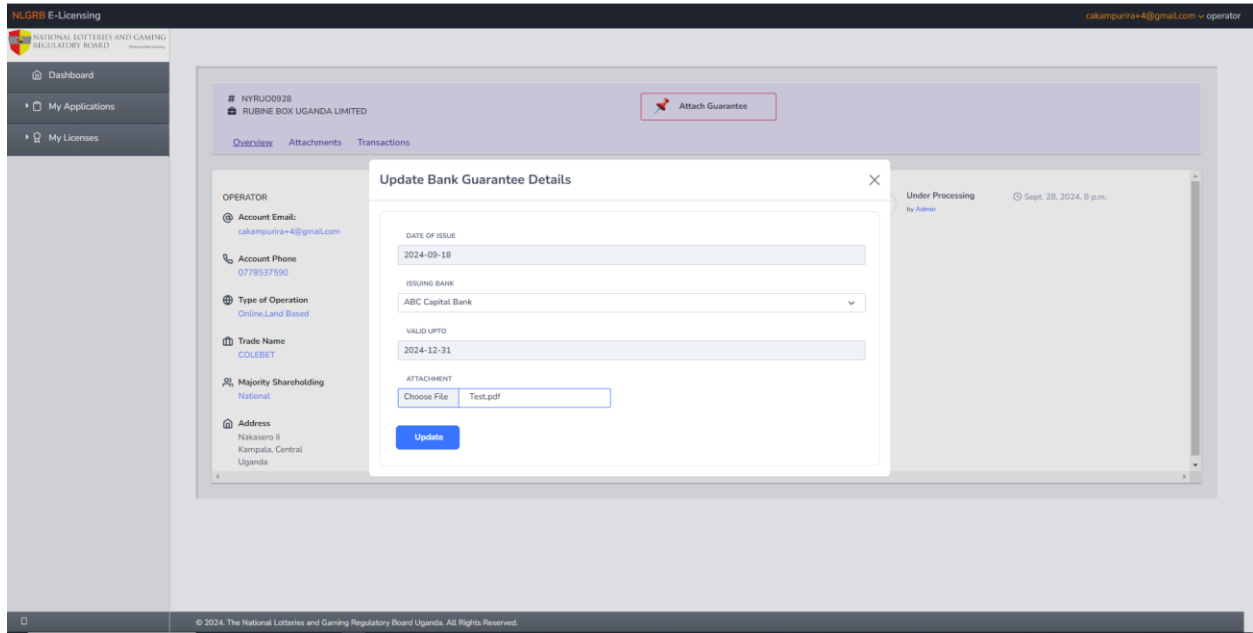 NLGRB E-Licensing
cakampurira+4@gmail.com operator
NATIONAL LOTTERIES AND GAMING
REGULATORY BOARD
Dashboard
My Applications
My Licenses
# NYRUO0928
RUBINE BOX UGANDA LIMITED
Attach Guarantee
Overview Attachments Transactions
Update Bank Guarantee Details
DATE OF ISSUE
2024-09-18
ISSUING BANK
ABC Capital Bank
VALID UPTO
2024-12-31
ATTACHMENT
Choose File Test.pdf
Update
OPERATOR
Account Email:
cakampurira+4@gmail.com
Account Phone
0778537590
Type of Operation
Online,Land Based
Trade Name
COLEBET
Majority Shareholding
National
Address
Nakasero II
Kampala, Central
Uganda
Under Processing
by Admin
Sept. 28, 2024, 8 p.m.
© 2024. The National Lotteries and Gaming Regulatory Board Uganda. All Rights Reserved.